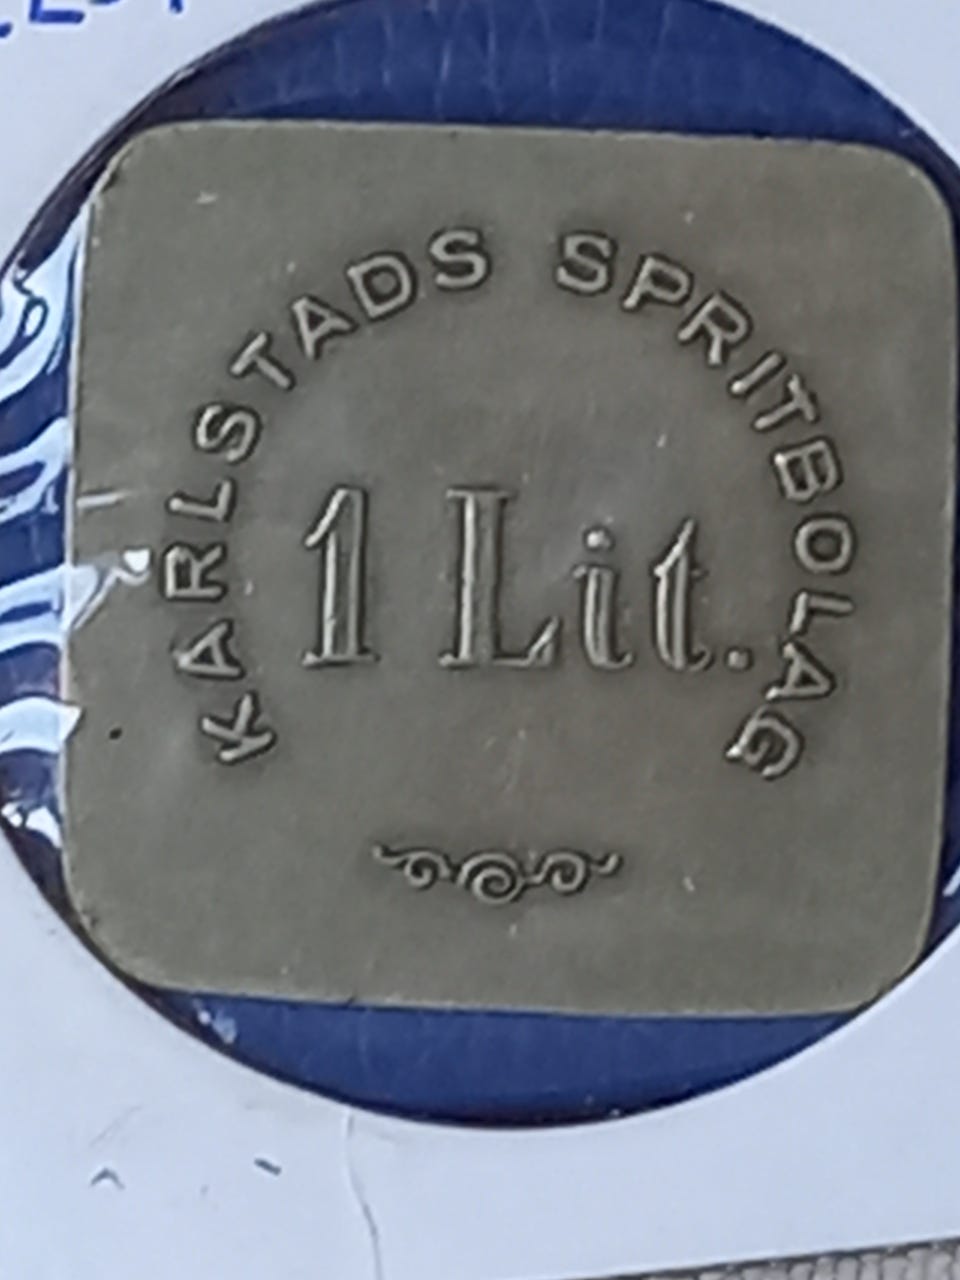 KARLSTADS SPRITBOLAG
1 Lit.